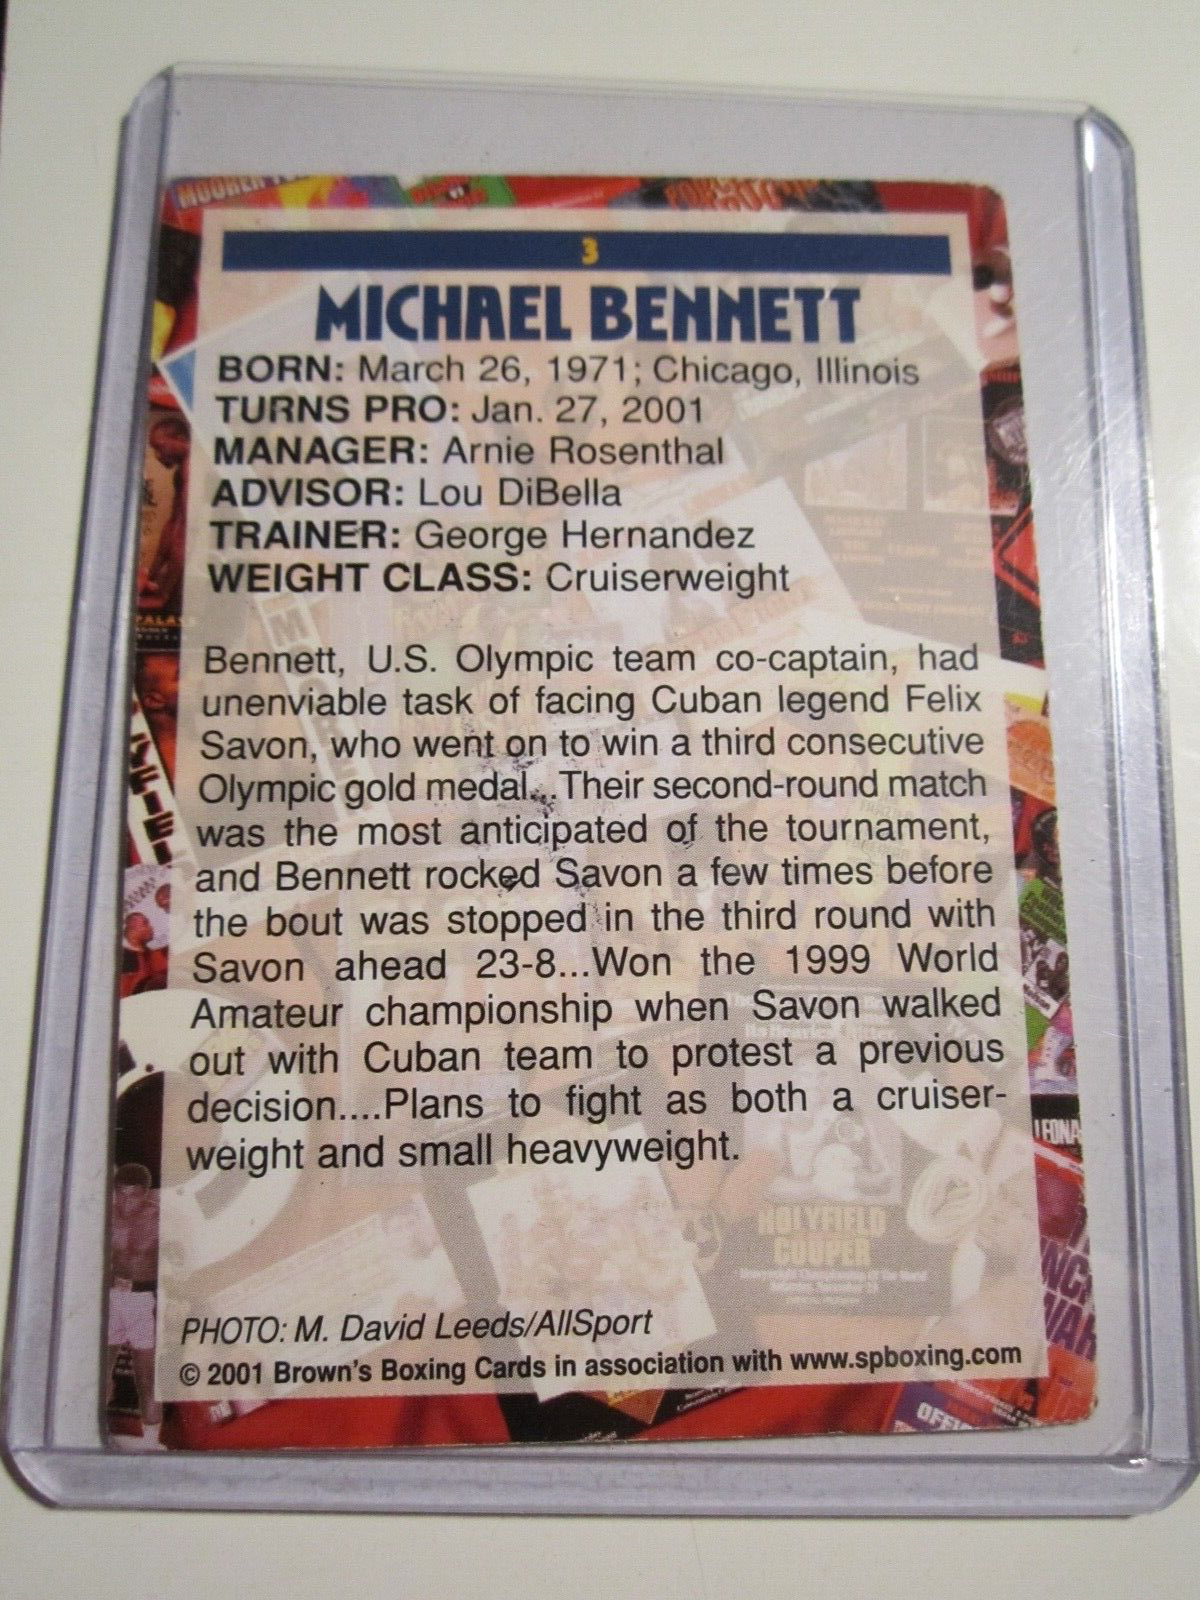 3
MICHAEL BENNETT
BORN: March 26, 1971; Chicago, Illinois
TURNS PRO: Jan. 27, 2001
MANAGER: Arnie Rosenthal
ADVISOR: Lou DiBella
TRAINER: George Hernandez
WEIGHT CLASS: Cruiserweight
Bennett, U.S. Olympic team co-captain, had
unenviable task of facing Cuban legend Felix
Savon, who went on to win a third consecutive
Olympic gold medal...Their second-round match
was the most anticipated of the tournament,
and Bennett rocked Savon a few times before
the bout was stopped in the third round with
Savon ahead 23-8...Won the 1999 World
Amateur championship when Savon walked
out with Cuban team to protest a previous
decision....Plans to fight as both a cruiser-
weight and small heavyweight.
HOLYFIELD
COOPER
PHOTO: M. David Leeds/AllSport
© 2001 Brown's Boxing Cards in association with www.spboxing.com